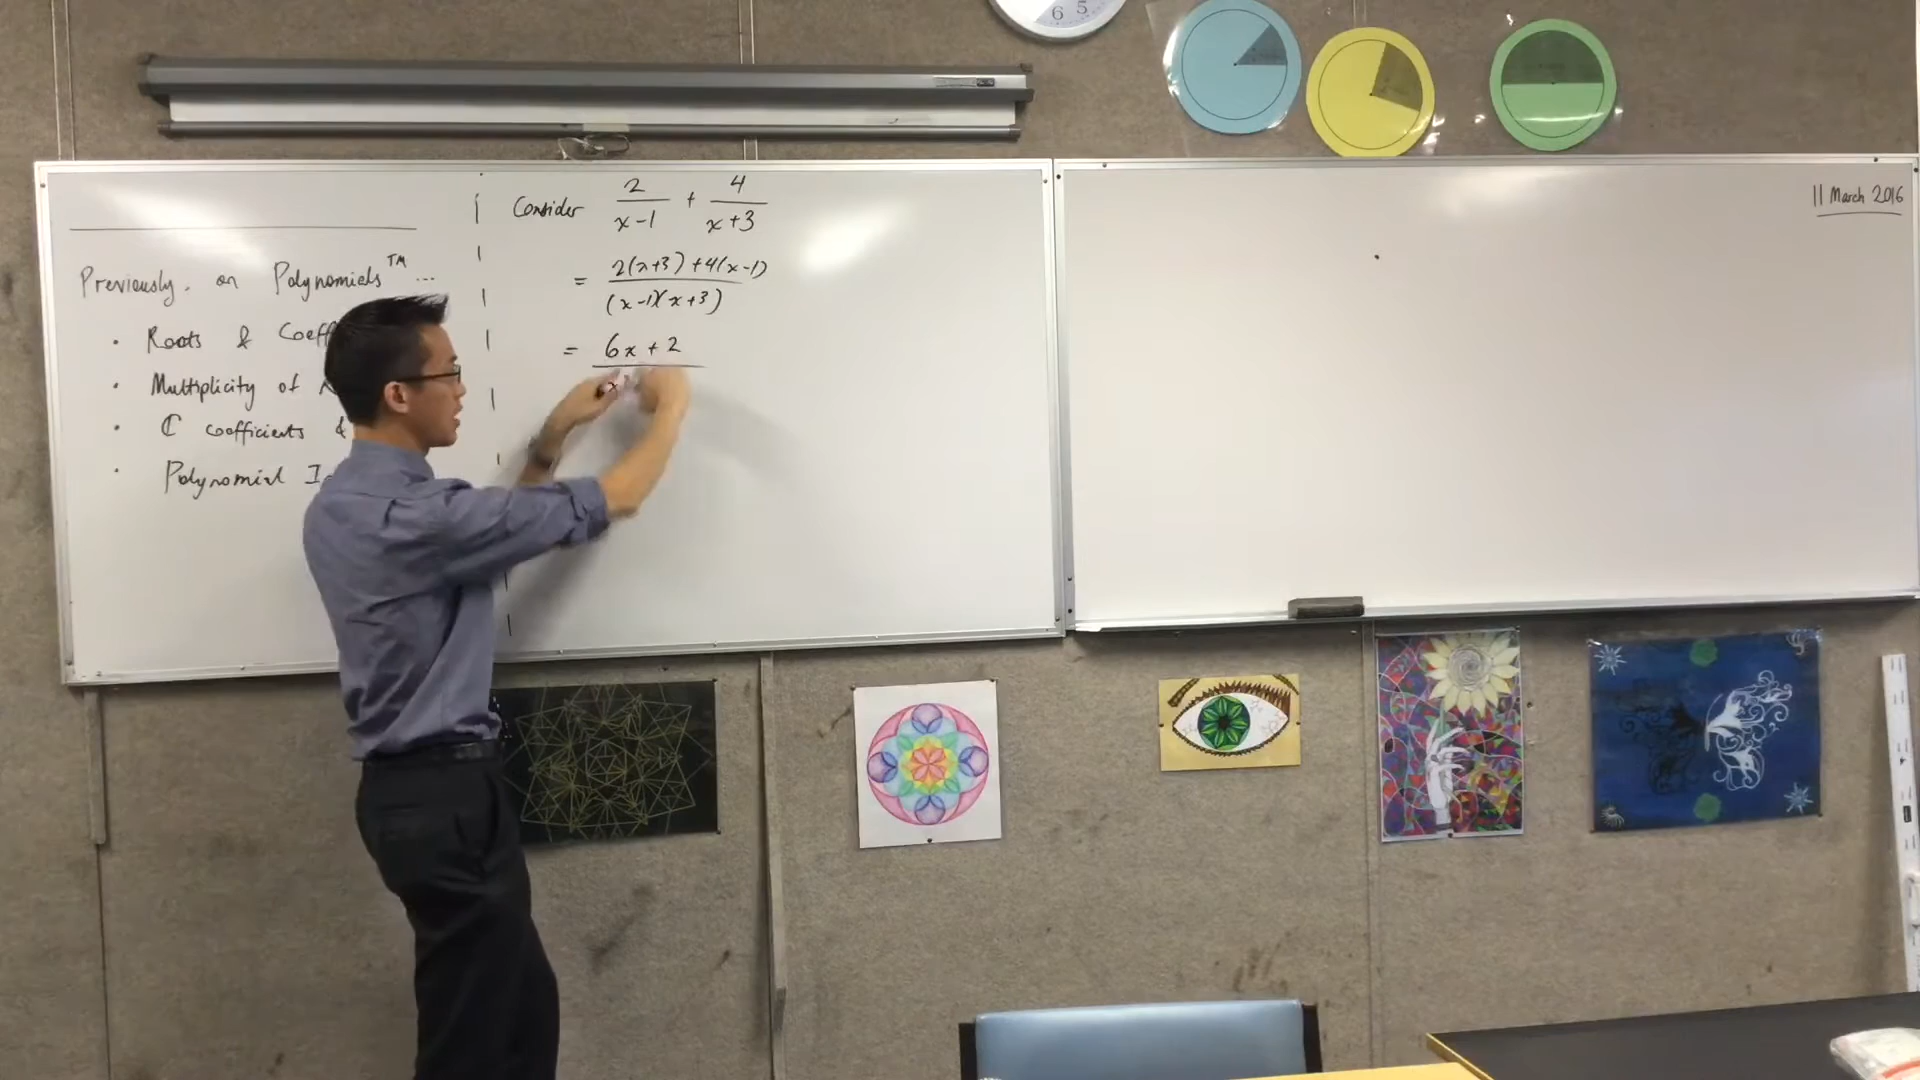 6 5
11 March 2016
Previously, on Polynomials™...
• Roots & Coeff
• Multiplicity of
• ℂ coefficients &
• Polynomial I
Consider 2/(x-1) + 4/(x+3)
= (2(x+3)+4(x-1))/((x-1)(x+3))
= 6x+2
x